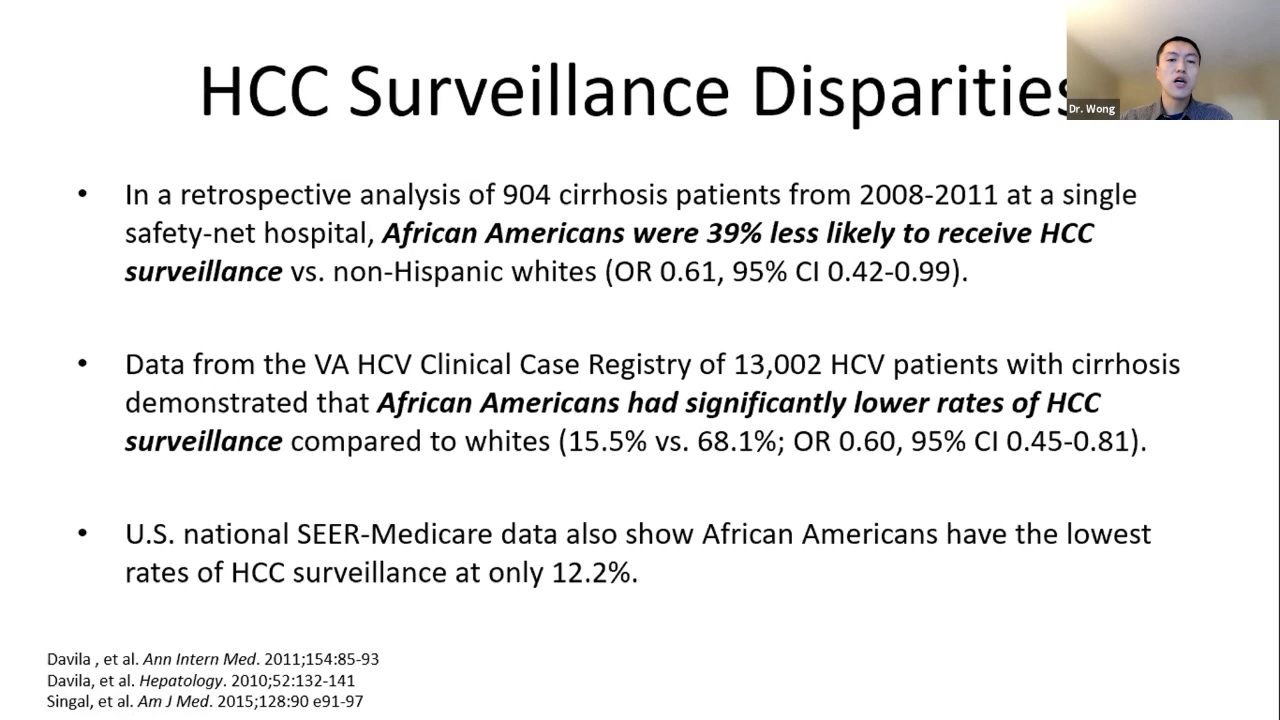 HCC Surveillance Disparities
Dr. Wong
• In a retrospective analysis of 904 cirrhosis patients from 2008-2011 at a single
safety-net hospital, African Americans were 39% less likely to receive HCC
surveillance vs. non-Hispanic whites (OR 0.61, 95% CI 0.42-0.99).
• Data from the VA HCV Clinical Case Registry of 13,002 HCV patients with cirrhosis
demonstrated that African Americans had significantly lower rates of HCC
surveillance compared to whites (15.5% vs. 68.1%; OR 0.60, 95% CI 0.45-0.81).
• U.S. national SEER-Medicare data also show African Americans have the lowest
rates of HCC surveillance at only 12.2%.
Davila , et al. Ann Intern Med. 2011;154:85-93
Davila, et al. Hepatology. 2010;52:132-141
Singal, et al. Am J Med. 2015;128:90 e91-97